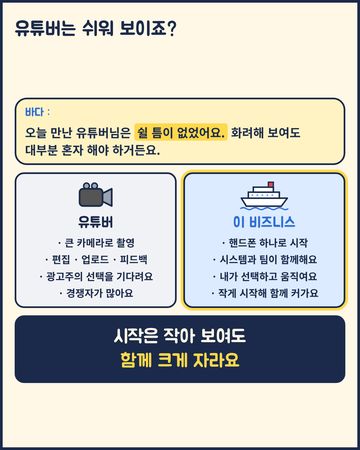 유튜버는 쉬워 보이죠?
바다 :
오늘 만난 유튜버님은 쉴 틈이 없었어요. 화려해 보여도
대부분 혼자 해야 하거든요.
유튜버
· 큰 카메라로 촬영
· 편집 · 업로드 · 피드백
· 광고주의 선택을 기다려요
· 경쟁자가 많아요
이 비즈니스
· 핸드폰 하나로 시작
· 시스템과 팀이 함께해요
· 내가 선택하고 움직여요
· 작게 시작해 함께 커가요
시작은 작아 보여도
함께 크게 자라요